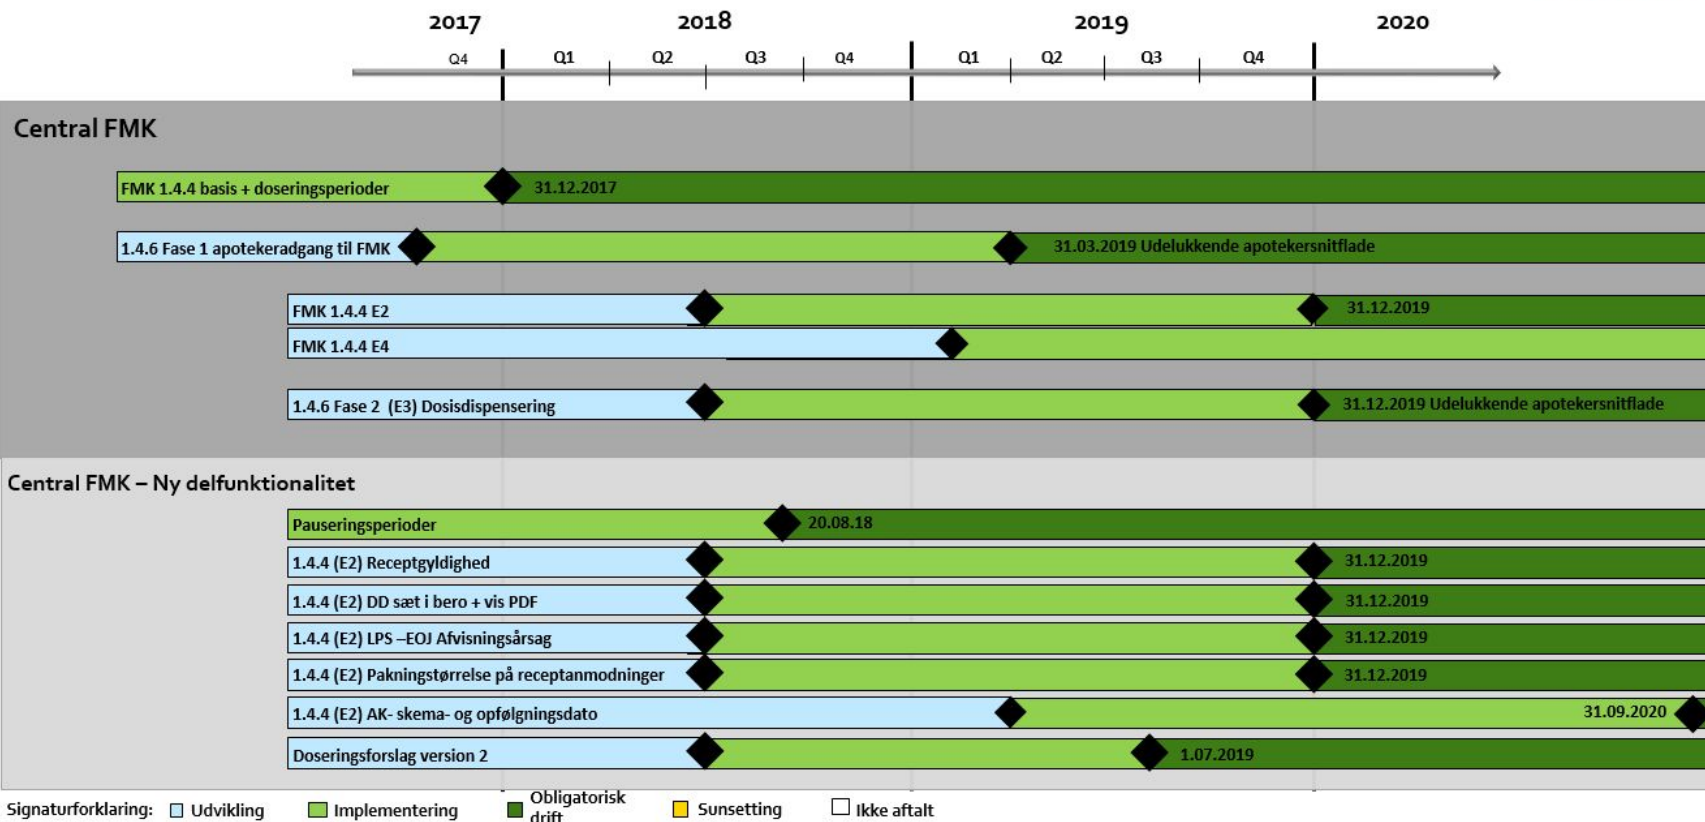 2017 2018 2019 2020
Q4 Q1 Q2 Q3 Q4 Q1 Q2 Q3 Q4
Central FMK
FMK 1.4.4 basis + doseringsperioder 31.12.2017
1.4.6 Fase 1 apotekeradgang til FMK 31.03.2019 Udelukkende apotekersnitflade
FMK 1.4.4 E2 31.12.2019
FMK 1.4.4 E4
1.4.6 Fase 2 (E3) Dosisdispensering 31.12.2019 Udelukkende apotekersnitflade
Central FMK – Ny delfunktionalitet
Pauseringsperioder 20.08.18
1.4.4 (E2) Receptgyldighed 31.12.2019
1.4.4 (E2) DD sæt i bero + vis PDF 31.12.2019
1.4.4 (E2) LPS –EOJ Afvisningsårsag 31.12.2019
1.4.4 (E2) Pakningstørrelse på receptanmodninger 31.12.2019
1.4.4 (E2) AK- skema- og opfølgningsdato 31.09.2020
Doseringsforslag version 2 1.07.2019
Signaturforklaring: Udvikling Implementering Obligatorisk drift Sunsetting Ikke aftalt